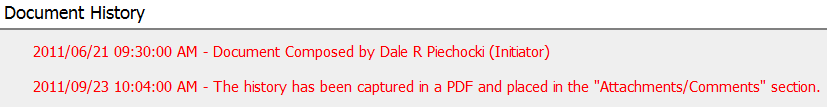 Document History
2011/06/21 09:30:00 AM - Document Composed by Dale R Piechocki (Initiator)
2011/09/23 10:04:00 AM - The history has been captured in a PDF and placed in the "Attachments/Comments" section.